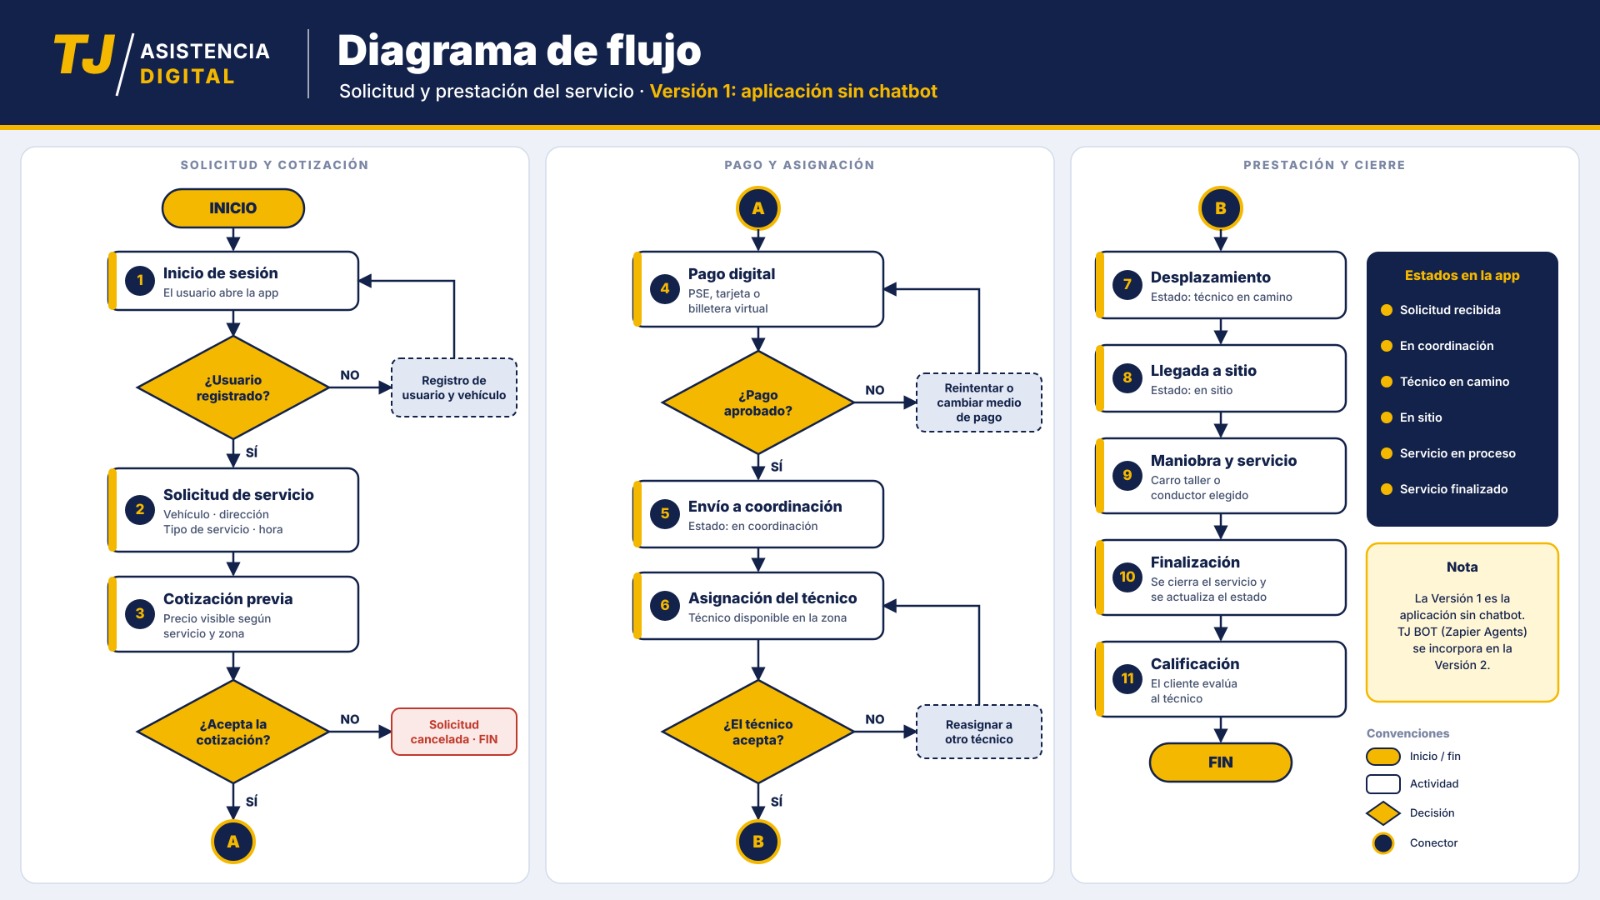 TJ
ASISTENCIA
DIGITAL
Diagrama de flujo
Solicitud y prestación del servicio · Versión 1: aplicación sin chatbot
SOLICITUD Y COTIZACIÓN
INICIO
1
Inicio de sesión
El usuario abre la app
¿Usuario
registrado?
NO
Registro de
usuario y vehículo
SÍ
2
Solicitud de servicio
Vehículo · dirección
Tipo de servicio · hora
3
Cotización previa
Precio visible según
servicio y zona
¿Acepta la
cotización?
NO
Solicitud
cancelada · FIN
SÍ
A
PAGO Y ASIGNACIÓN
A
4
Pago digital
PSE, tarjeta o
billetera virtual
¿Pago
aprobado?
NO
Reintentar o
cambiar medio
de pago
SÍ
5
Envío a coordinación
Estado: en coordinación
6
Asignación del técnico
Técnico disponible en la zona
¿El técnico
acepta?
NO
Reasignar a
otro técnico
SÍ
B
PRESTACIÓN Y CIERRE
B
7
Desplazamiento
Estado: técnico en camino
8
Llegada a sitio
Estado: en sitio
9
Maniobra y servicio
Carro taller o
conductor elegido
10
Finalización
Se cierra el servicio y
se actualiza el estado
11
Calificación
El cliente evalúa
al técnico
FIN
Estados en la app
Solicitud recibida
En coordinación
Técnico en camino
En sitio
Servicio en proceso
Servicio finalizado
Nota
La Versión 1 es la
aplicación sin chatbot.
TJ BOT (Zapier Agents)
se incorpora en la
Versión 2.
Convenciones
Inicio / fin
Actividad
Decisión
Conector